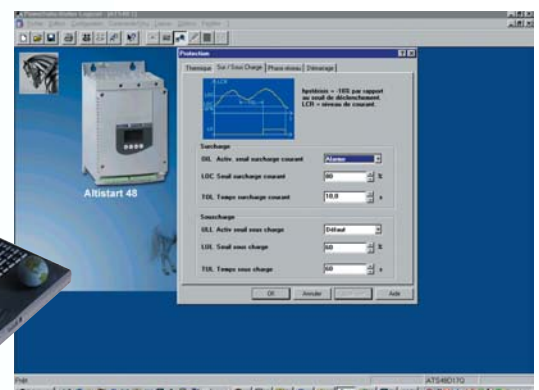 Protection
Thermique
Sur / Sous Charge
Phase réseau
Démarrage
LCR
hystérésis = -10% par rapport
au seuil de déclenchement.
LCR = niveau de courant.
Surcharge
OIL Activ. seuil surcharge courant
Alarme
LOC Seuil surcharge courant
80 %
TOL Temps surcharge courant
10,0 s
Souscharge
ULL Activ seuil sous charge
Défaut
LUL Seuil sous charge
60 %
TUL Temps sous charge
60 s
OK Annuler Aide
Altistart 48
Prêt
ATS48D17Q